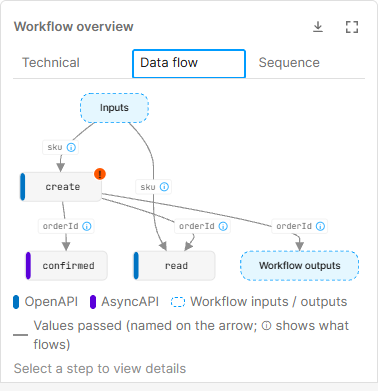 Workflow overview
Technical
Data flow
Sequence
Inputs
sku
sku
create
!
orderId
orderId
orderId
confirmed
read
Workflow outputs
OpenAPI
AsyncAPI
Workflow inputs / outputs
Values passed (named on the arrow; ⓘ shows what
flows)
Select a step to view details